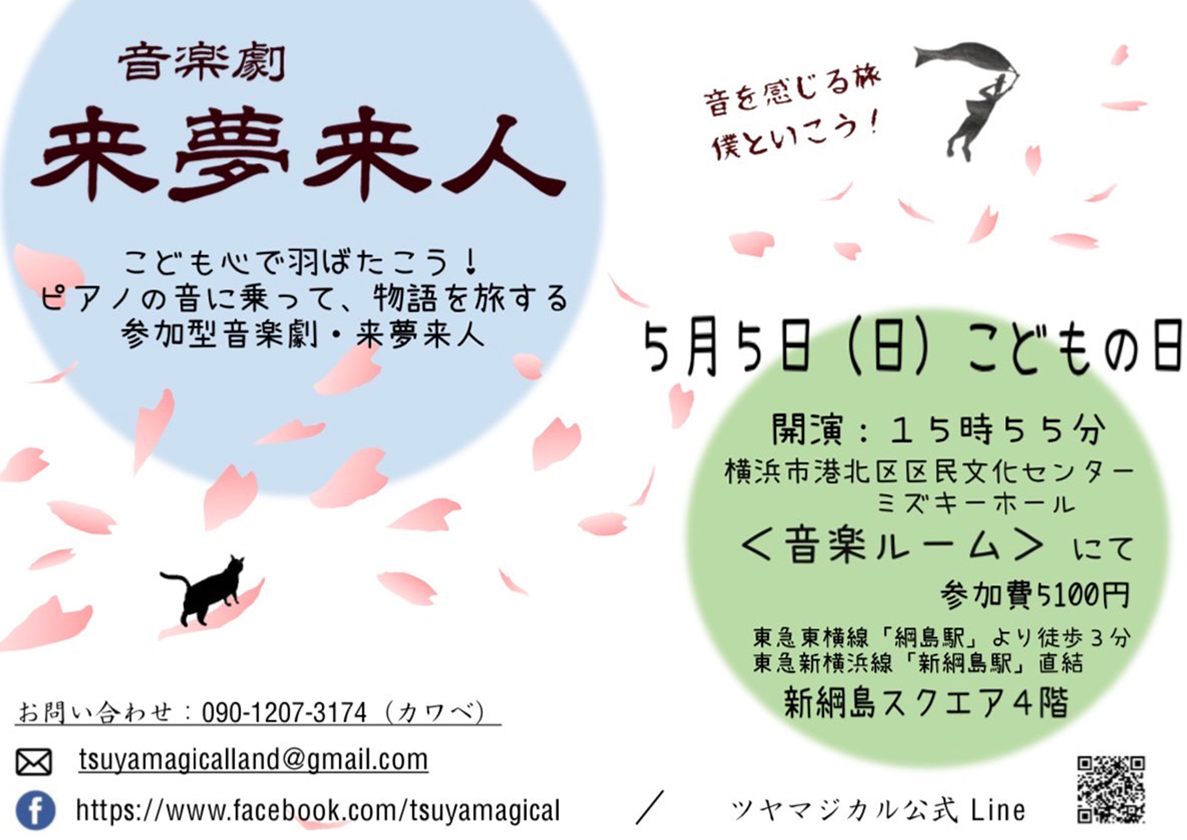 音楽劇
来夢来人
こども心で羽ばたこう！
ピアノの音に乗って、物語を旅する
参加型音楽劇・来夢来人
音を感じる旅
僕といこう！
５月５日（日）こどもの日
開演：１５時５５分
横浜市港北区区民文化センター
ミズキーホール
＜音楽ルーム＞にて
参加費5100円
東急東横線「綱島駅」より徒歩３分
東急新横浜線「新綱島駅」直結
新綱島スクエア４階
お問い合わせ：090-1207-3174（カワベ）
tsuyamagicalland@gmail.com
https://www.facebook.com/tsuyamagical ／ ツヤマジカル公式 Line